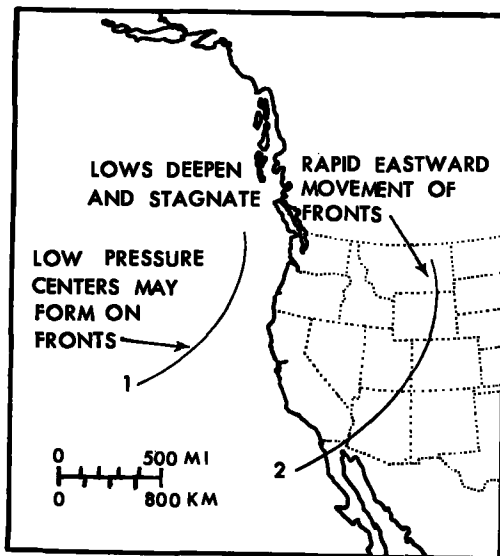 LOWS DEEPEN
AND STAGNATE
RAPID EASTWARD
MOVEMENT OF
FRONTS
LOW PRESSURE
CENTERS MAY
FORM ON
FRONTS
1
2
0 500 MI
0 800 KM